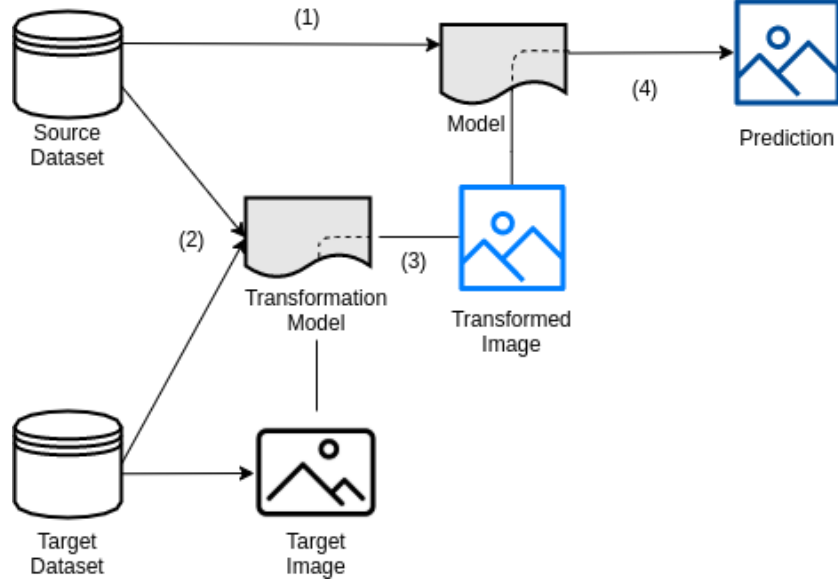 (1)
Source
Dataset
Model
(4)
Prediction
(2)
(3)
Transformation
Model
Transformed
Image
Target
Dataset
Target
Image